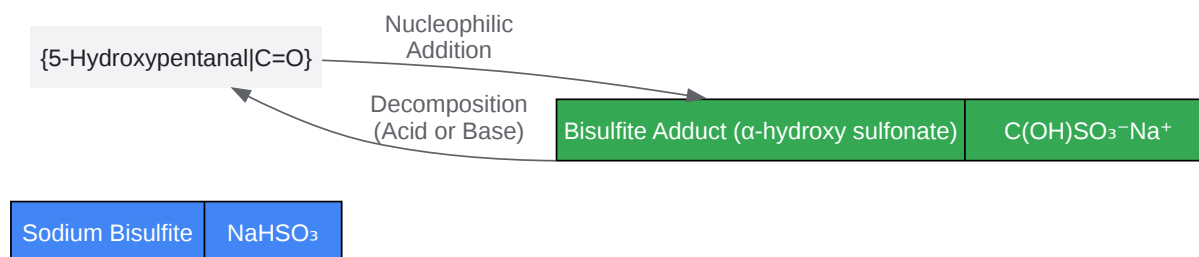 Nucleophilic
Addition
{5-Hydroxypentanal|C=O}
Decomposition
(Acid or Base)
Bisulfite Adduct (α-hydroxy sulfonate)
C(OH)SO₃⁻Na⁺
Sodium Bisulfite
NaHSO₃